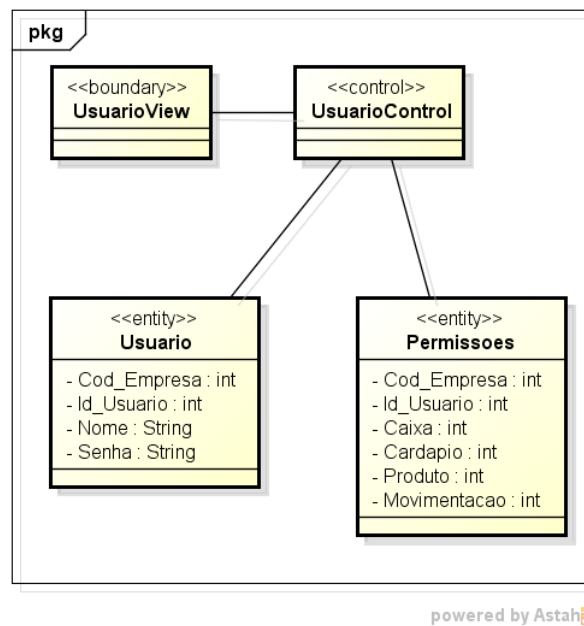 pkg
<<boundary>>
UsuarioView
<<control>>
UsuarioControl
<<entity>>
Usuario
- Cod_Empresa : int
- Id_Usuario : int
- Nome : String
- Senha : String
<<entity>>
Permissoes
- Cod_Empresa : int
- Id_Usuario : int
- Caixa : int
- Cardapio : int
- Produto : int
- Movimentacao : int
powered by Astah